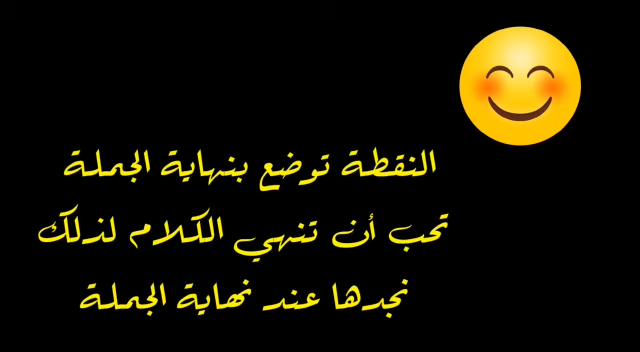 النقطة توضع بنهاية الجملة
تحب أن تنهي الكلام لذلك
نجدها عند نهاية الجملة